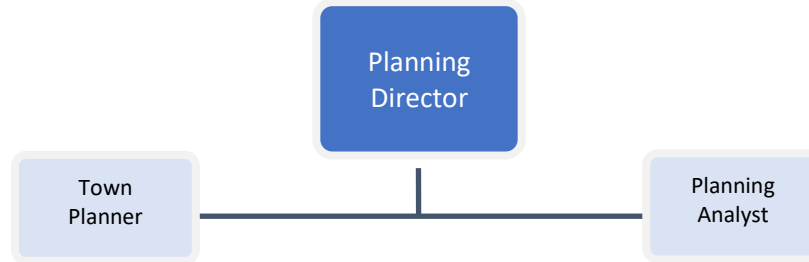 Planning
Director
Town
Planner
Planning
Analyst